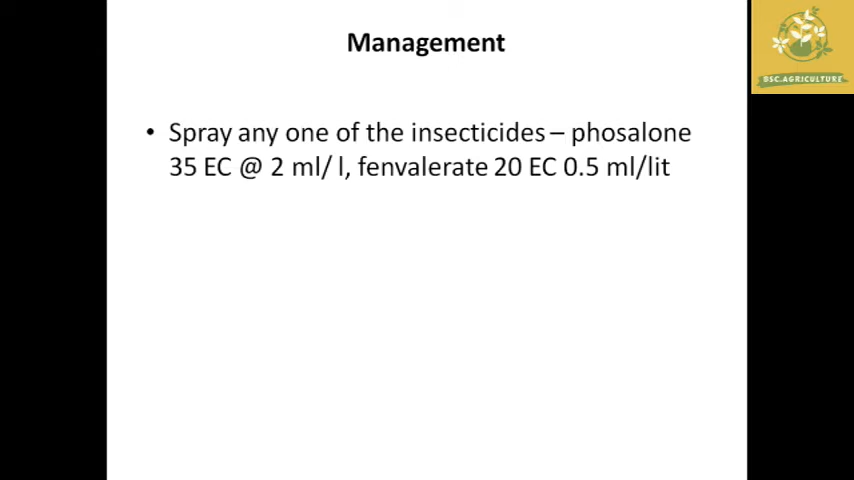 Management
BSC.AGRICULTURE
• Spray any one of the insecticides – phosalone
35 EC @ 2 ml/ l, fenvalerate 20 EC 0.5 ml/lit